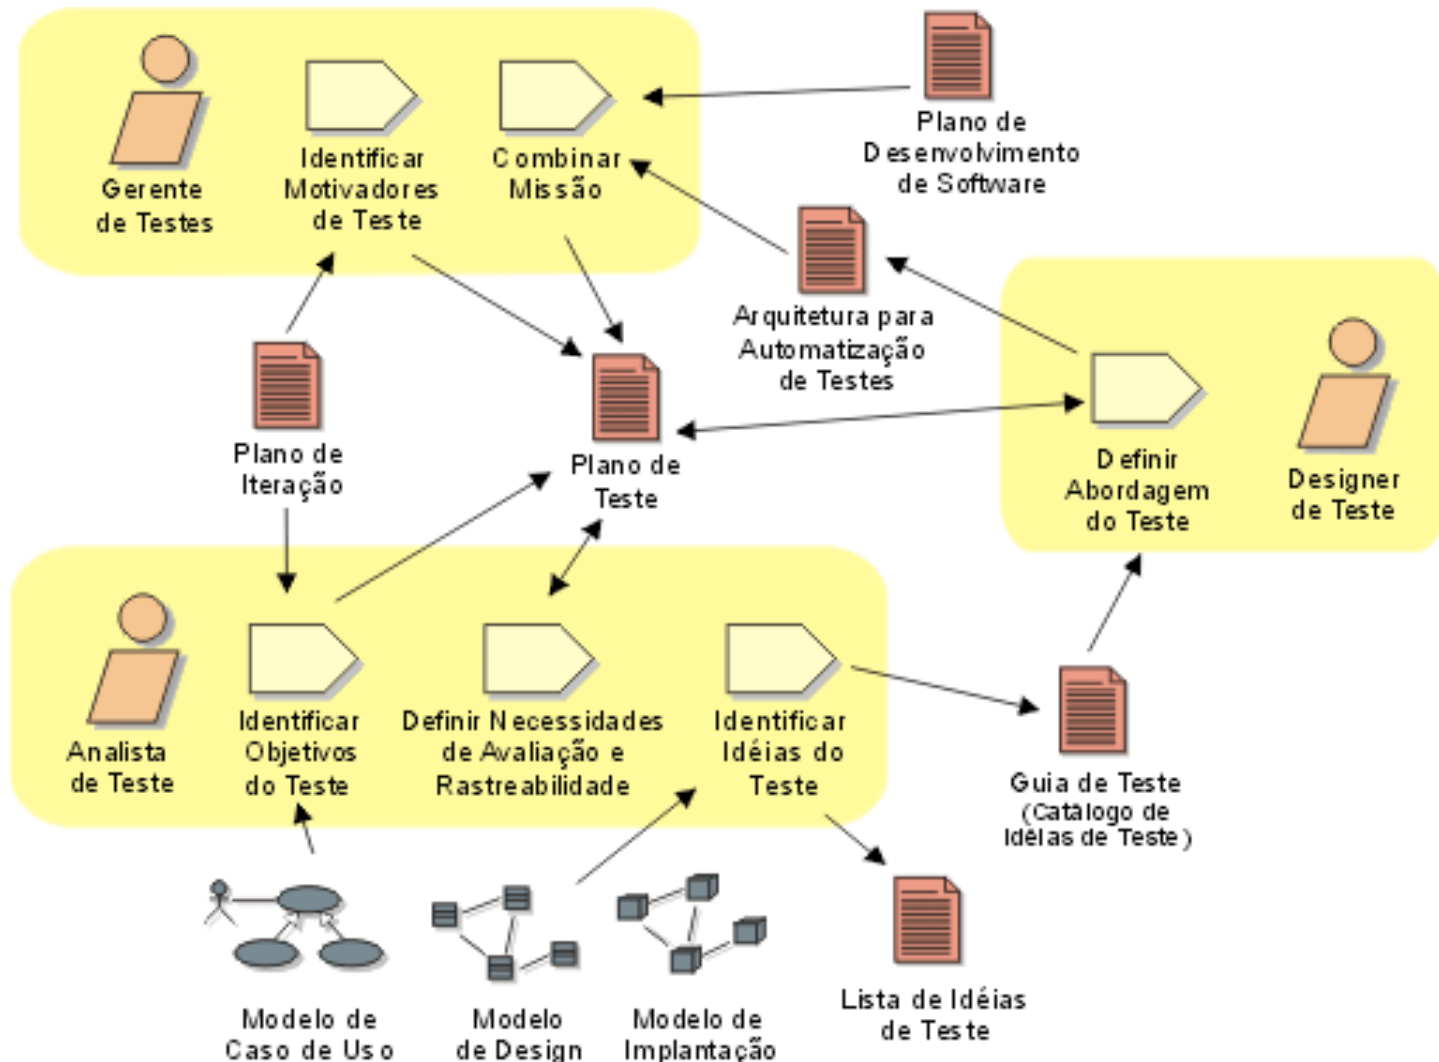 Gerente
de Testes
Identificar
Motivadores
de Teste
Combinar
Missão
Plano de
Desenvolvimento
de Software
Arquitetura para
Automatização
de Testes
Plano de
Iteração
Plano de
Teste
Definir
Abordagem
do Teste
Designer
de Teste
Analista
de Teste
Identificar
Objetivos
do Teste
Definir Necessidades
de Avaliação e
Rastreabilidade
Identificar
Idéias do
Teste
Guia de Teste
(Catálogo de
Idéias de Teste)
Modelo de
Caso de Uso
Modelo
de Design
Modelo de
Implantação
Lista de Idéias
de Teste